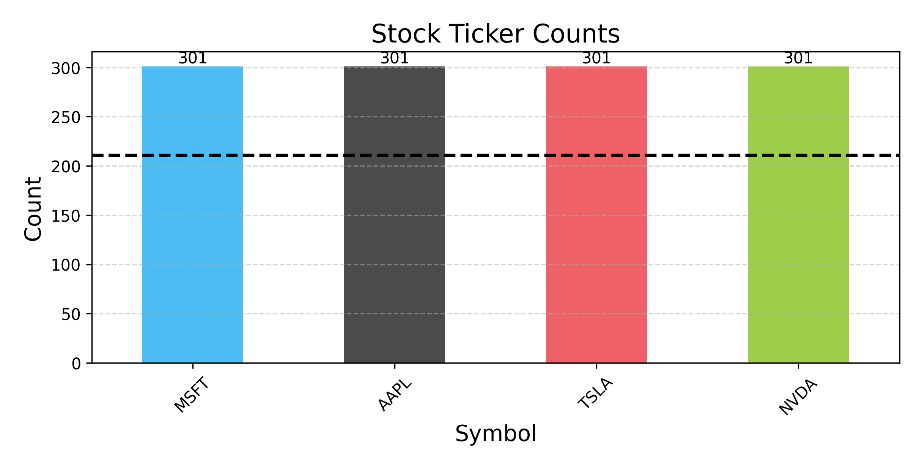 Stock Ticker Counts
301 301 301 301
300
250
200
150
100
50
0
Count
MSFT AAPL TSLA NVDA
Symbol